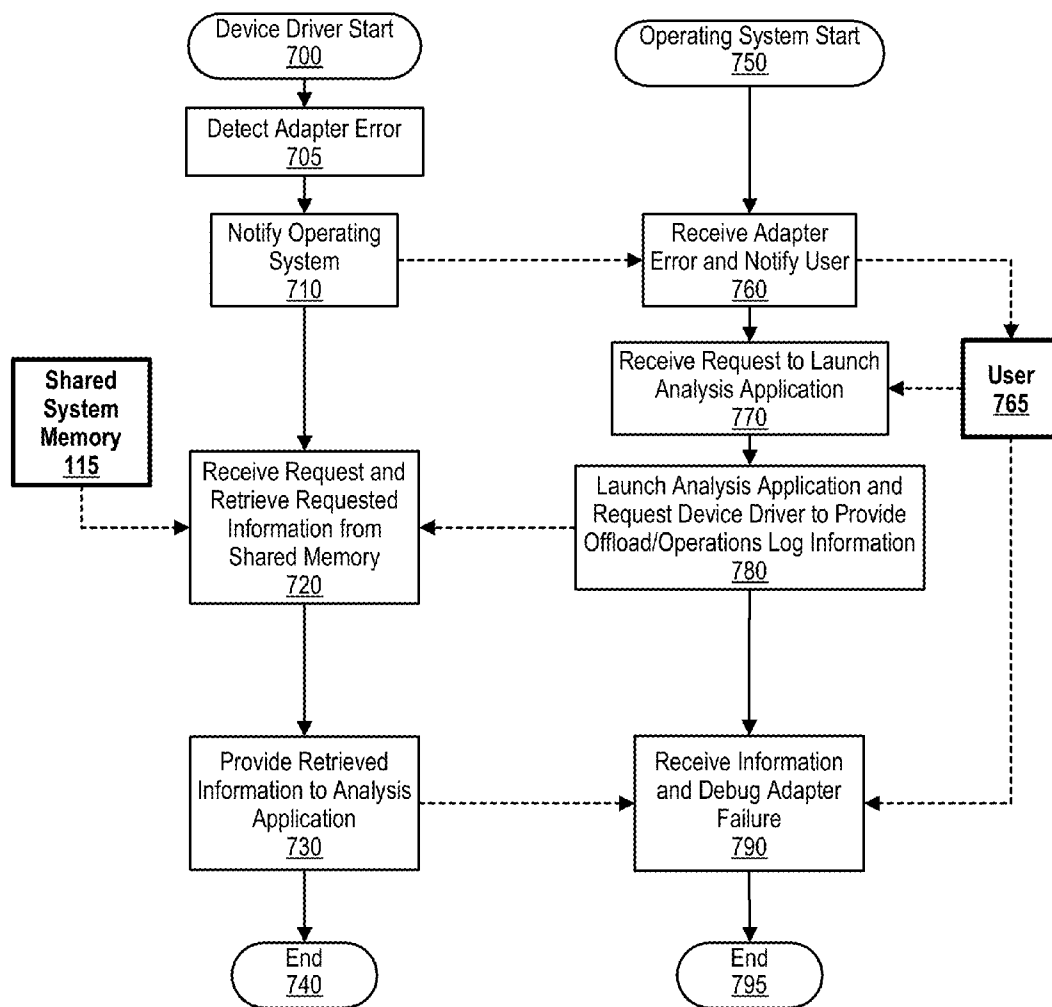 Device Driver Start
700
Operating System Start
750
Detect Adapter Error
705
Notify Operating
System
710
Receive Adapter
Error and Notify User
760
Shared
System
Memory
115
Receive Request to Launch
Analysis Application
770
User
765
Receive Request and
Retrieve Requested
Information from
Shared Memory
720
Launch Analysis Application and
Request Device Driver to Provide
Offload/Operations Log Information
780
Provide Retrieved
Information to Analysis
Application
730
Receive Information
and Debug Adapter
Failure
790
End
740
End
795